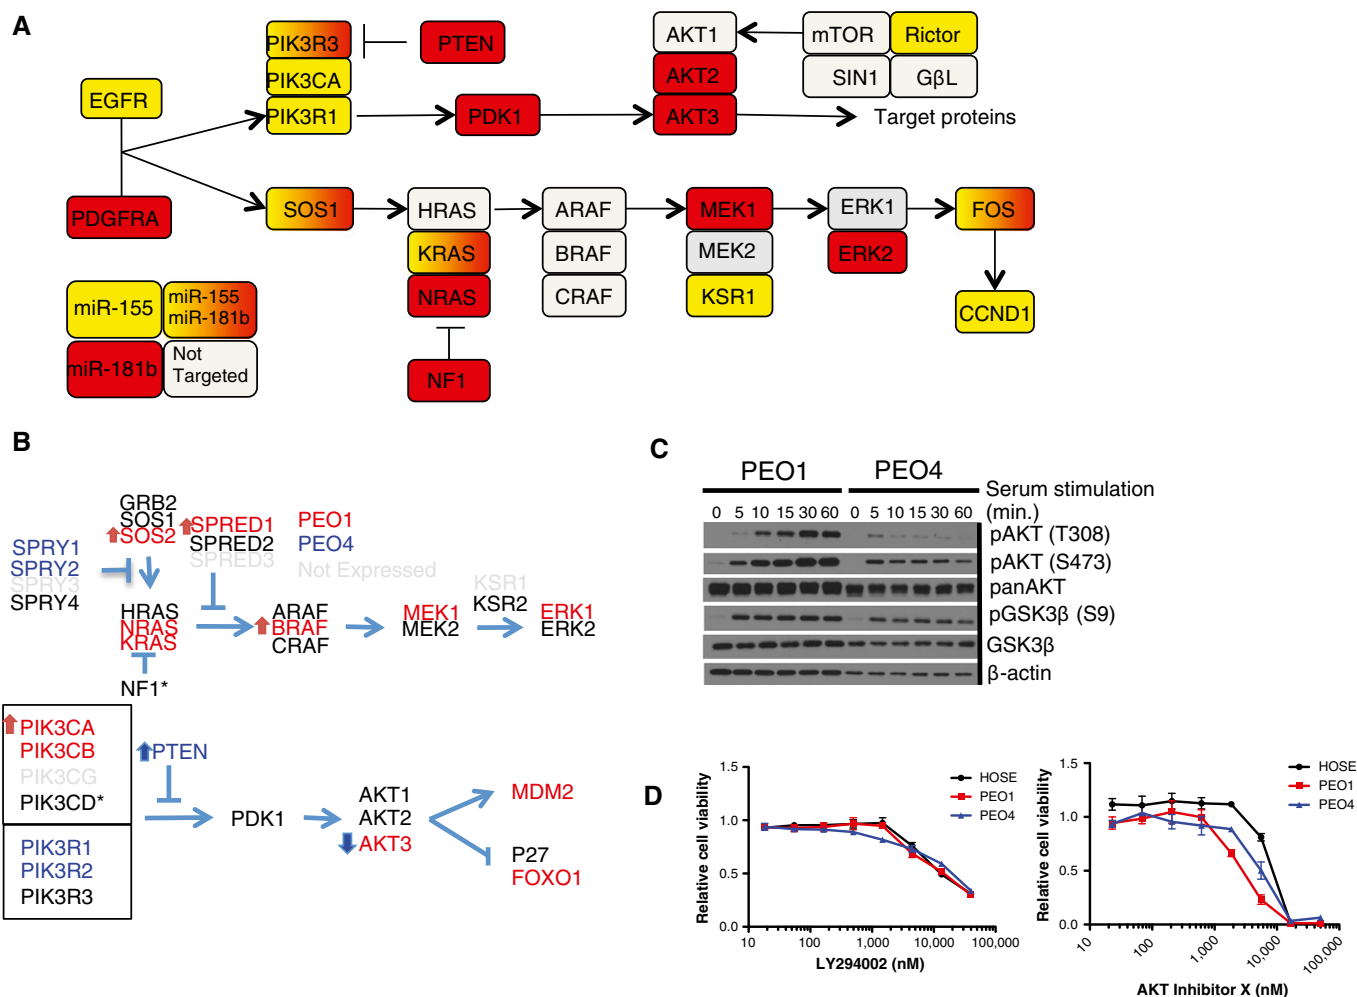 A
PIK3R3
PTEN
AKT1
mTOR
Rictor
PIK3CA
AKT2
SIN1
GβL
EGFR
PIK3R1
PDK1
AKT3
Target proteins
PDGFRA
SOS1
HRAS
ARAF
MEK1
ERK1
FOS
KRAS
BRAF
MEK2
ERK2
NRAS
CRAF
KSR1
CCND1
miR-155
miR-155
miR-181b
miR-181b
Not
Targeted
NF1
B
GRB2
SOS1
SOS2
SPRED1
SPRED2
SPRED3
PEO1
PEO4
Not Expressed
SPRY1
SPRY2
SPRY3
SPRY4
HRAS
NRAS
KRAS
ARAF
BRAF
CRAF
MEK1
MEK2
KSR1
KSR2
ERK1
ERK2
NF1*
PIK3CA
PIK3CB
PIK3CG
PIK3CD*
PTEN
PIK3R1
PIK3R2
PIK3R3
PDK1
AKT1
AKT2
AKT3
MDM2
P27
FOXO1
C
PEO1 PEO4
Serum stimulation
(min.)
0 5 10 15 30 60 0 5 10 15 30 60
pAKT (T308)
pAKT (S473)
panAKT
pGSK3β (S9)
GSK3β
β-actin
D
Relative cell viability
1.5
1.0
0.5
0.0
10 100 1,000 10,000 100,000
LY294002 (nM)
HOSE
PEO1
PEO4
Relative cell viability
1.5
1.0
0.5
0.0
10 100 1,000 10,000 100,000
AKT Inhibitor X (nM)
HOSE
PEO1
PEO4